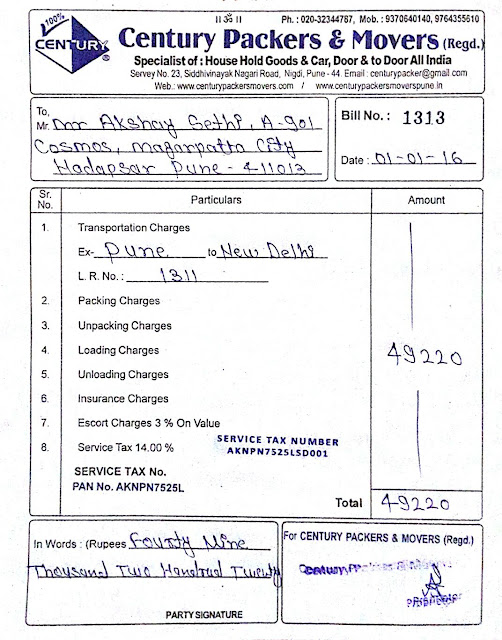 || ॐ ||
Ph. : 020-32344787, Mob. : 9370640140, 9764355610
100%
CENTURY
Century Packers & Movers (Regd.)
Specialist of : House Hold Goods & Car, Door & to Door All India
Servey No. 23, Siddhivinayak Nagari Road, Nigdi, Pune - 44. Email : centurypacker@gmail.com
Web.: www.centurypackersmovers.com / www.centurypackersmoverspune.in
To,
Mr. Mr Akshay Sethi, A-901
Cosmos, Magarpatta City
Hadapsar Pune - 411013
Bill No. : 1313
Date : 01-01-16
Sr. No. Particulars Amount
1. Transportation Charges
Ex- Pune to New Delhi
L. R. No. : 1311
2. Packing Charges
3. Unpacking Charges
4. Loading Charges 49220
5. Unloading Charges
6. Insurance Charges
7. Escort Charges 3 % On Value
8. Service Tax 14.00 % SERVICE TAX NUMBER
AKNPN7525LSD001
SERVICE TAX No.
PAN No. AKNPN7525L
Total 49220
In Words : (Rupees Fourty Nine
Thousand Two Hundred Twenty
PARTY SIGNATURE
For CENTURY PACKERS & MOVERS (Regd.)
Century Packers &
Proprietor